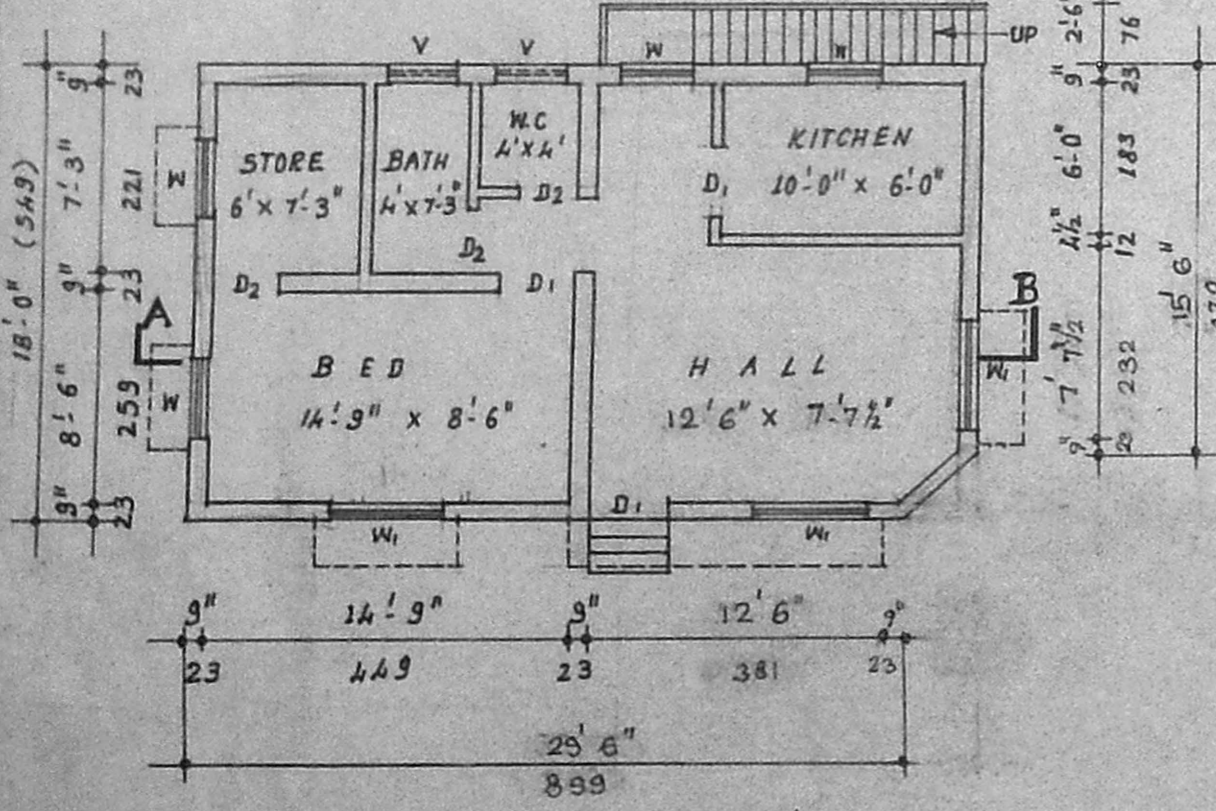 V
V
W
W
UP
2'-6"
76
9"
23
W.C
4'X4'
STORE
6'X 7'-3"
BATH
4'X7'-3"
D2
D2
D2
D1
KITCHEN
10'-0" X 6'-0"
D1
W
W
A
B
W1
BED
14'-9" X 8'-6"
HALL
12'6" X 7'-7½"
D1
W1
W1
18'-0" (549)
9"
23
7'-3"
221
9"
23
8'-6"
259
9"
23
6'-0"
183
4½"
12
232
9"
15'6"
9"
14'-9"
9"
12'6"
9"
23
449
23
381
23
29'6"
899